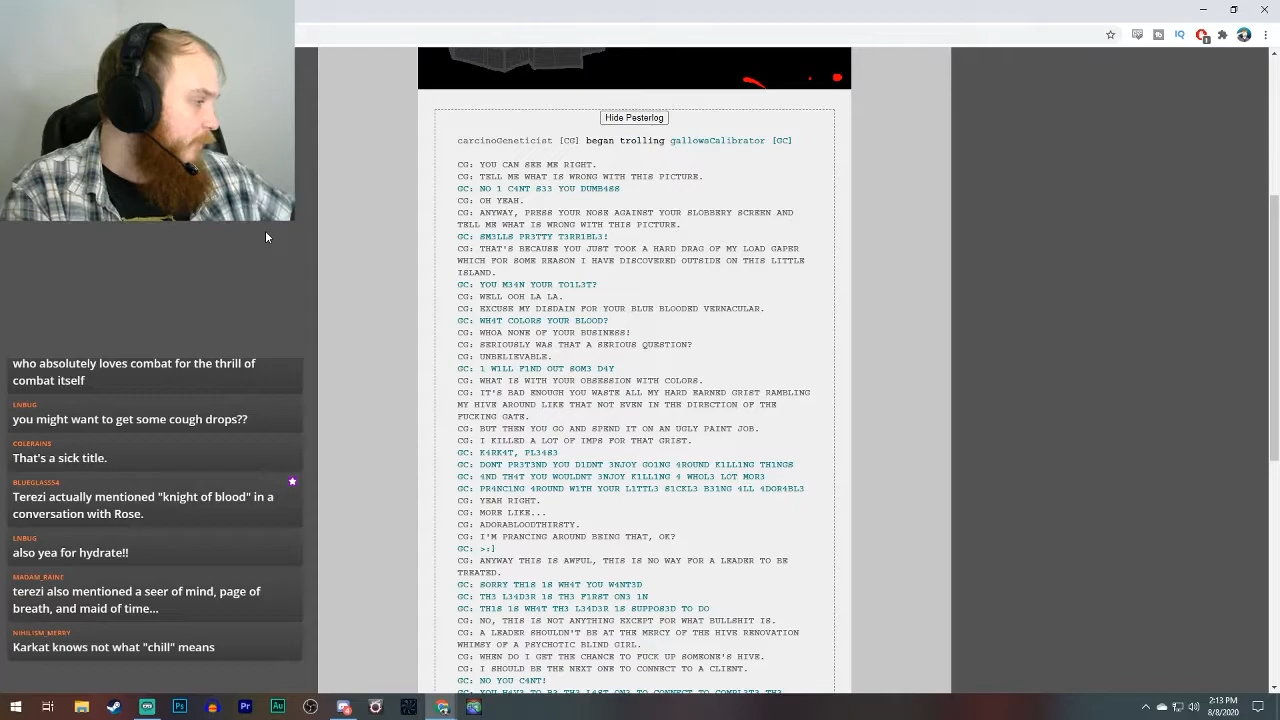 Hide Pesterlog
carcinoGeneticist [CG] began trolling gallowsCalibrator [GC]
CG: YOU CAN SEE ME RIGHT.
CG: TELL ME WHAT IS WRONG WITH THIS PICTURE.
GC: NO 1 C4NT S33 YOU DUMB4SS
CG: OH YEAH.
CG: ANYWAY, PRESS YOUR NOSE AGAINST YOUR SLOBBERY SCREEN AND
TELL ME WHAT IS WRONG WITH THIS PICTURE.
GC: SM3LLS PR3TTY T3RR1BL3!
CG: THAT'S BECAUSE YOU JUST TOOK A HARD DRAG OF MY LOAD GAPER
WHICH FOR SOME REASON I HAVE DISCOVERED OUTSIDE ON THIS LITTLE
ISLAND.
GC: YOU M34N YOUR TO1L3T?
CG: WELL OOH LA LA.
CG: EXCUSE MY DISDAIN FOR YOUR BLUE BLOODED VERNACULAR.
GC: WH4T COLORS YOUR BLOOD?
CG: WHOA NONE OF YOUR BUSINESS!
CG: SERIOUSLY WAS THAT A SERIOUS QUESTION?
CG: UNBELIEVABLE.
GC: 1 W1LL F1ND OUT SOM3 D4Y
CG: WHAT IS WITH YOUR OBSESSION WITH COLORS.
CG: IT'S BAD ENOUGH YOU WASTE ALL MY HARD EARNED GRIST RAMBLING
MY HIVE AROUND LIKE THAT NOT EVEN IN THE DIRECTION OF THE
FUCKING GATE.
CG: BUT THEN YOU GO AND SPEND IT ON AN UGLY PAINT JOB.
CG: I KILLED A LOT OF IMPS FOR THAT GRIST.
GC: K4RK4T, PL34S3
GC: DONT PR3T3ND YOU D1DNT 3NJOY GO1NG 4ROUND K1LL1NG TH1NGS
GC: 4ND TH4T YOU WOULDNT 3NJOY K1LL1NG 4 WHOL3 LOT MOR3
GC: PR4NC1NG 4ROUND W1TH YOUR L1TTL3 S1CKL3 B31NG 4LL 4DOR4BL3
CG: YEAH RIGHT.
CG: MORE LIKE...
CG: ADORABLOODTHIRSTY.
CG: I'M PRANCING AROUND BEING THAT, OK?
GC: >:]
CG: ANYWAY THIS IS AWFUL, THIS IS NO WAY FOR A LEADER TO BE
TREATED.
GC: SORRY TH1S 1S WH4T YOU W4NT3D
GC: TH3 L34D3R 1S TH3 F1RST ON3 1N
GC: TH1S 1S WH4T TH3 L34D3R 1S SUPPOS3D TO DO
CG: NO, THIS IS NOT ANYTHING EXCEPT FOR WHAT BULLSHIT IS.
CG: A LEADER SHOULDN'T BE AT THE MERCY OF THE HIVE RENOVATION
WHIMSY OF A PSYCHOTIC BLIND GIRL.
CG: WHEN DO I GET THE CHANCE TO FUCK UP SOMEONE'S HIVE.
CG: I SHOULD BE THE NEXT ONE TO CONNECT TO A CLIENT.
GC: NO YOU C4NT!
GC: YOU H4V3 TO B3 TH3 L4ST ON3 TO CONN3CT TO COMPL3T3 TH3
who absolutely loves combat for the thrill of
combat itself
LNBUG
you might want to get some cough drops??
COLERAINS
That's a sick title.
BLUEGLASS54
Terezi actually mentioned "knight of blood" in a
conversation with Rose.
LNBUG
also yea for hydrate!!
MADAM_RAINE
terezi also mentioned a seer of mind, page of
breath, and maid of time...
NIHILISM_MERRY
Karkat knows not what "chill" means
IQ
1
Ps
Pr
Au
2:13 PM
8/8/2020
2